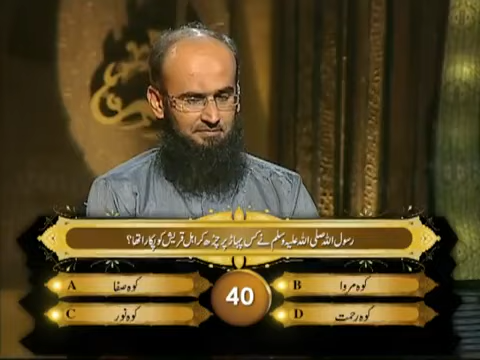 رسول اللہ صلی اللہ علیہ وسلم نے کس پہاڑ پر چڑھ کر اہل قریش کو پکارا تھا؟
A کوہ صفا
B کوہ مروا
40
C کوہ نور
D کوہ رحمت